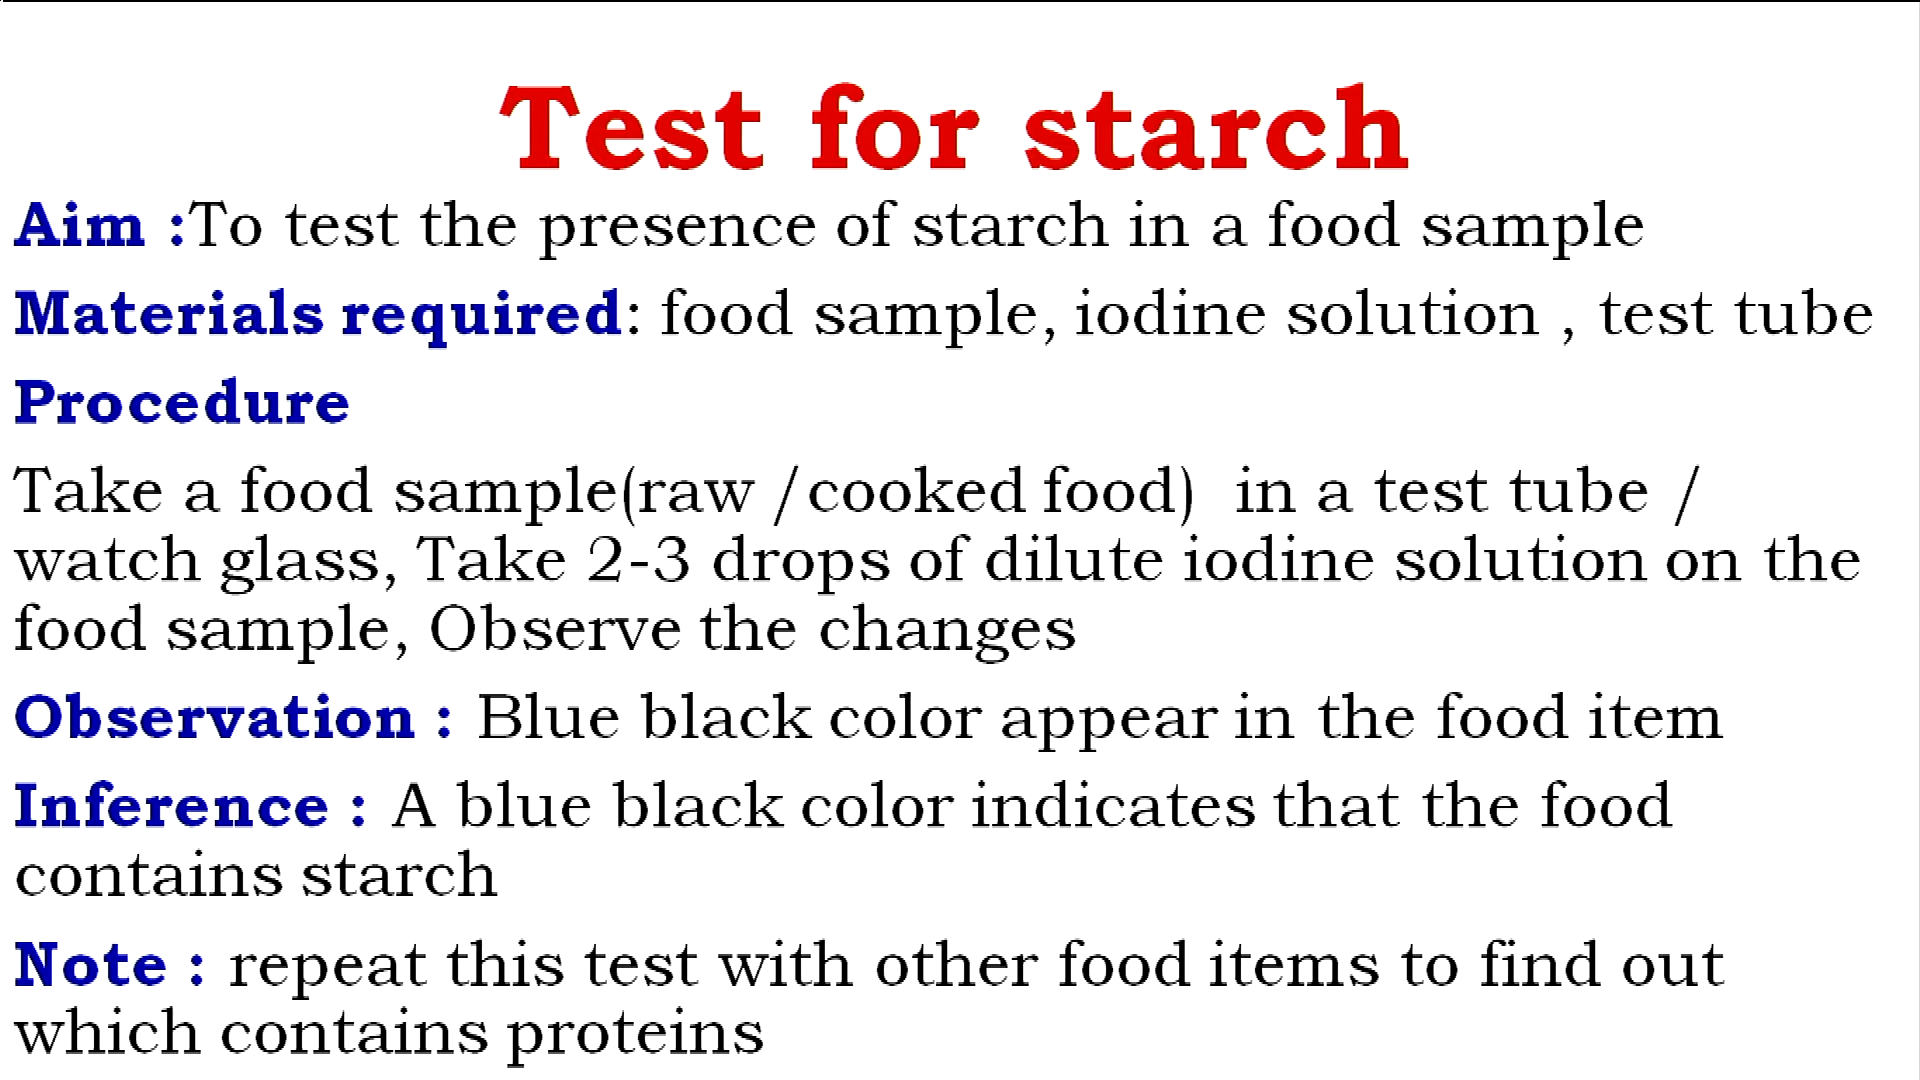 Test for starch
Aim :To test the presence of starch in a food sample
Materials required: food sample, iodine solution , test tube
Procedure
Take a food sample(raw /cooked food)  in a test tube /
watch glass, Take 2-3 drops of dilute iodine solution on the
food sample, Observe the changes
Observation : Blue black color appear in the food item
Inference : A blue black color indicates that the food
contains starch
Note : repeat this test with other food items to find out
which contains proteins